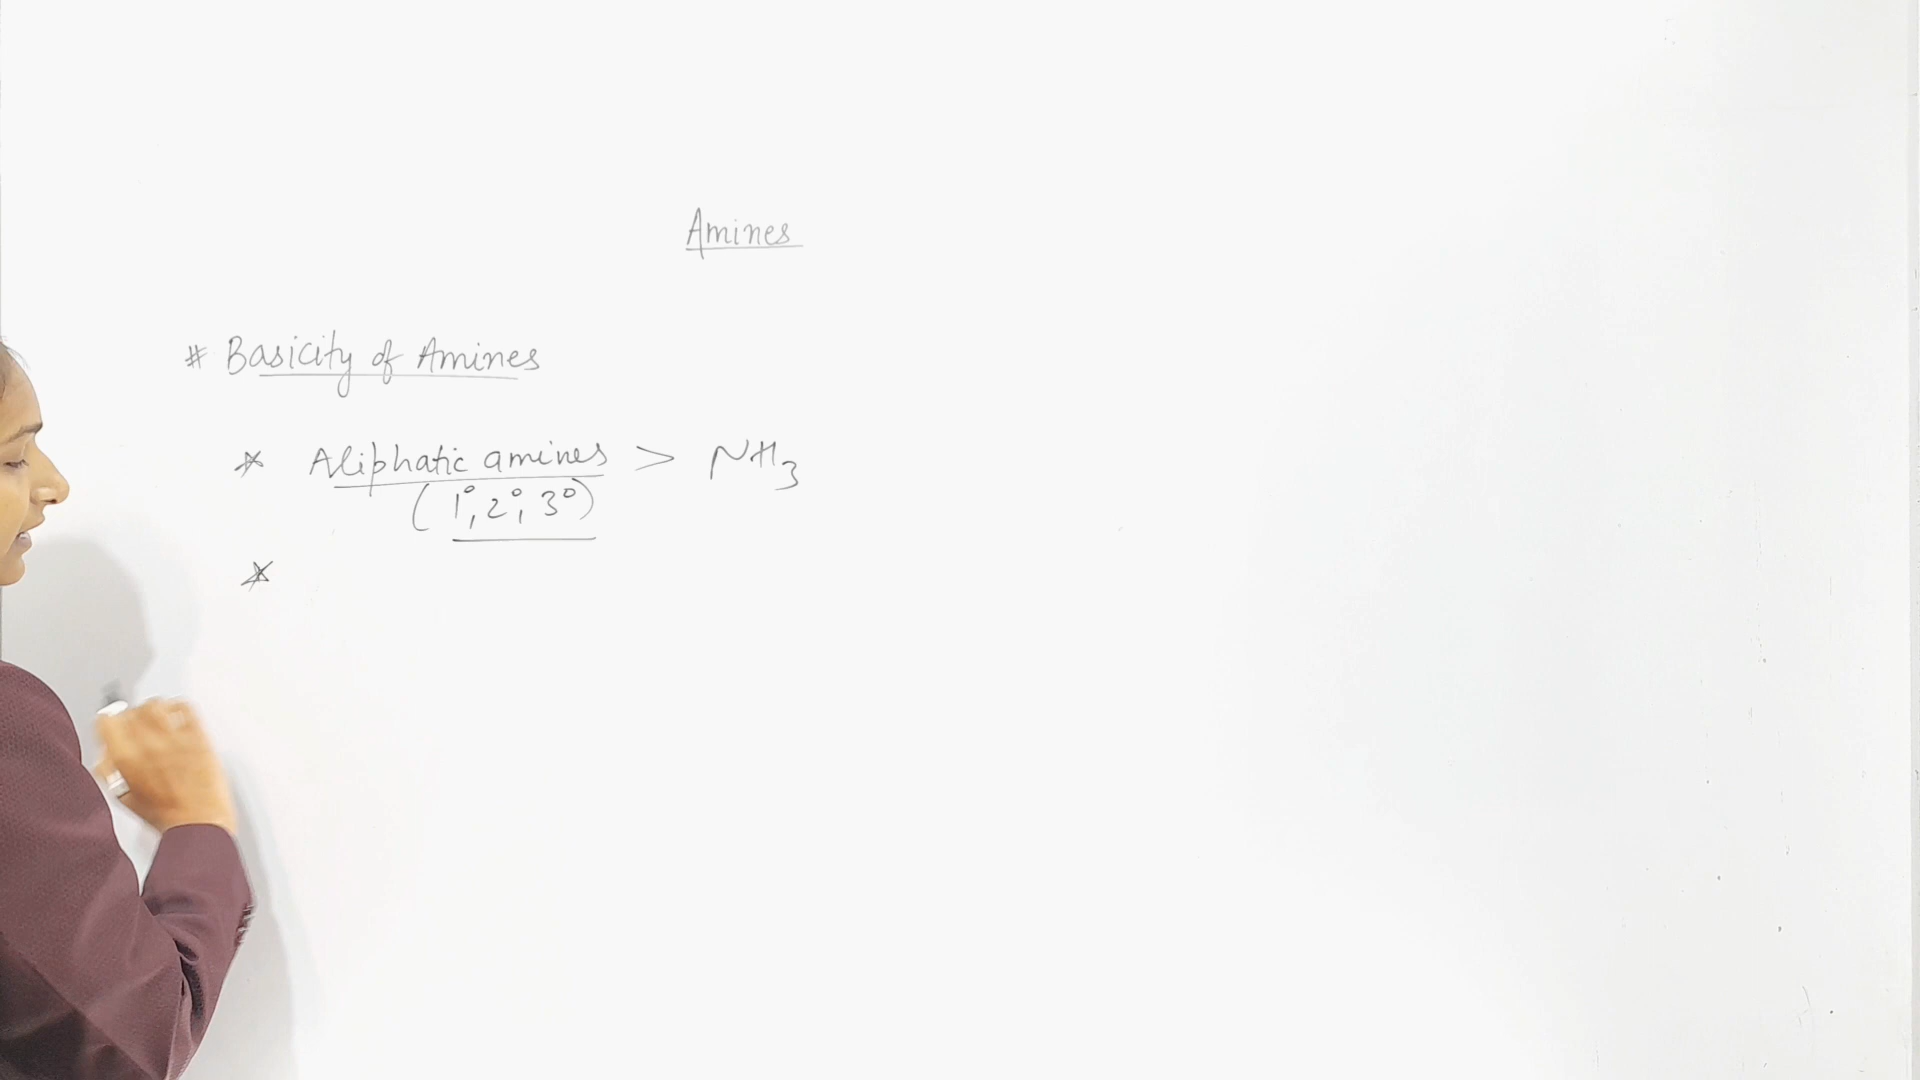 Amines
# Basicity of Amines
* Aliphatic amines > NH₃
(1°, 2°, 3°)
*